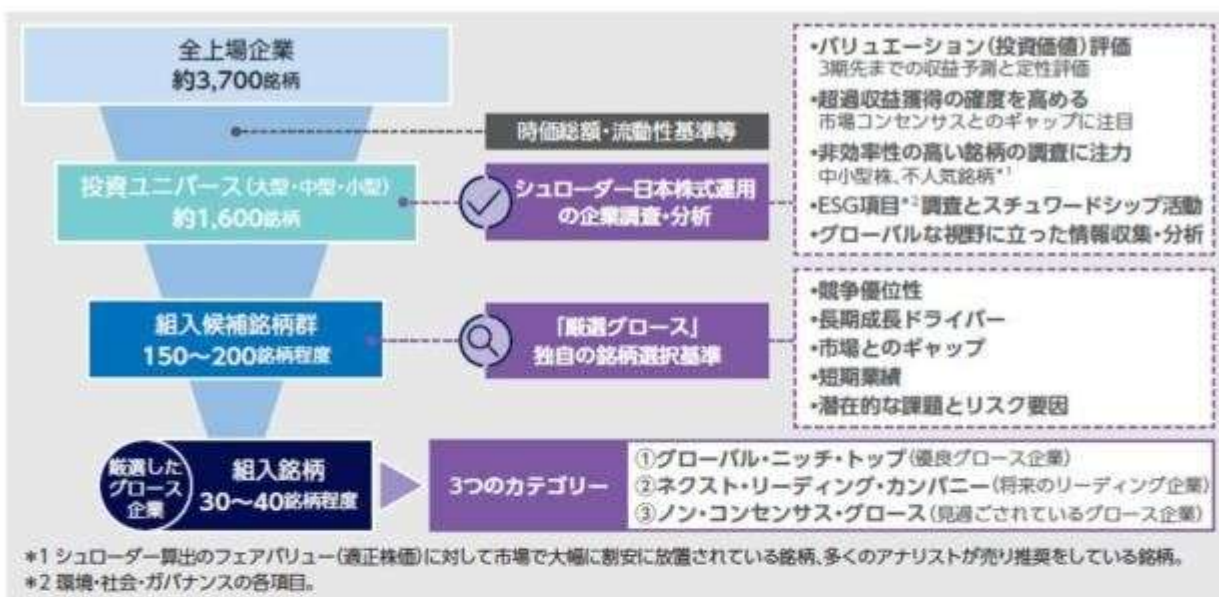 全上場企業
約3,700銘柄
時価総額・流動性基準等
投資ユニバース(大型・中型・小型)
約1,600銘柄
シュローダー日本株式運用
の企業調査・分析
•バリュエーション(投資価値)評価
3期先までの収益予測と定性評価
•超過収益獲得の確度を高める
市場コンセンサスとのギャップに注目
•非効率性の高い銘柄の調査に注力
中小型株、不人気銘柄*1
•ESG項目*2調査とスチュワードシップ活動
•グローバルな視野に立った情報収集・分析
組入候補銘柄群
150～200銘柄程度
「厳選グロース」
独自の銘柄選択基準
•競争優位性
•長期成長ドライバー
•市場とのギャップ
•短期業績
•潜在的な課題とリスク要因
厳選した
グロース
企業
組入銘柄
30～40銘柄程度
3つのカテゴリー
①グローバル・ニッチ・トップ(優良グロース企業)
②ネクスト・リーディング・カンパニー(将来のリーディング企業)
③ノン・コンセンサス・グロース(見過ごされているグロース企業)
*1 シュローダー算出のフェアバリュー(適正株価)に対して市場で大幅に割安に放置されている銘柄、多くのアナリストが売り推奨をしている銘柄。
*2 環境・社会・ガバナンスの各項目。